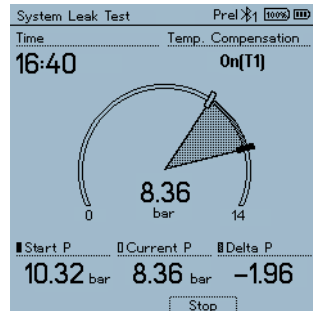 System Leak Test Prel 1 100%
Time Temp. Compensation
16:40 On(T1)
8.36
bar
0 14
Start P Current P Delta P
10.32 bar 8.36 bar -1.96
Stop